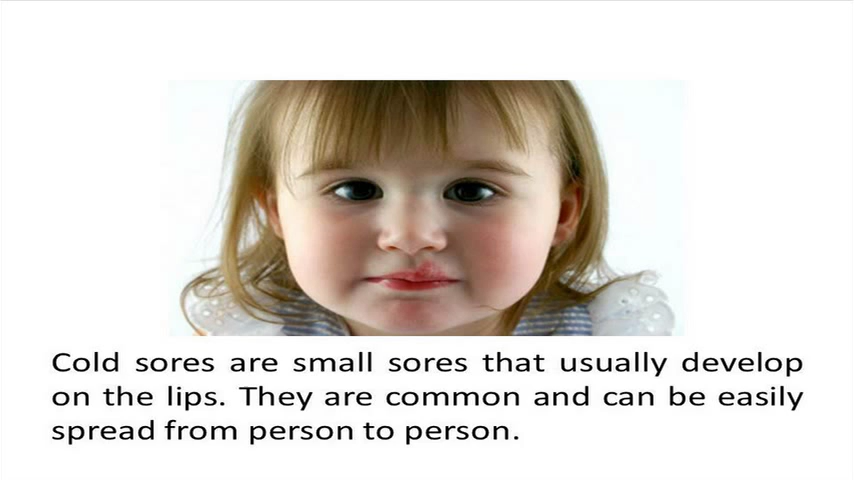 Cold sores are small sores that usually develop
on the lips. They are common and can be easily
spread from person to person.